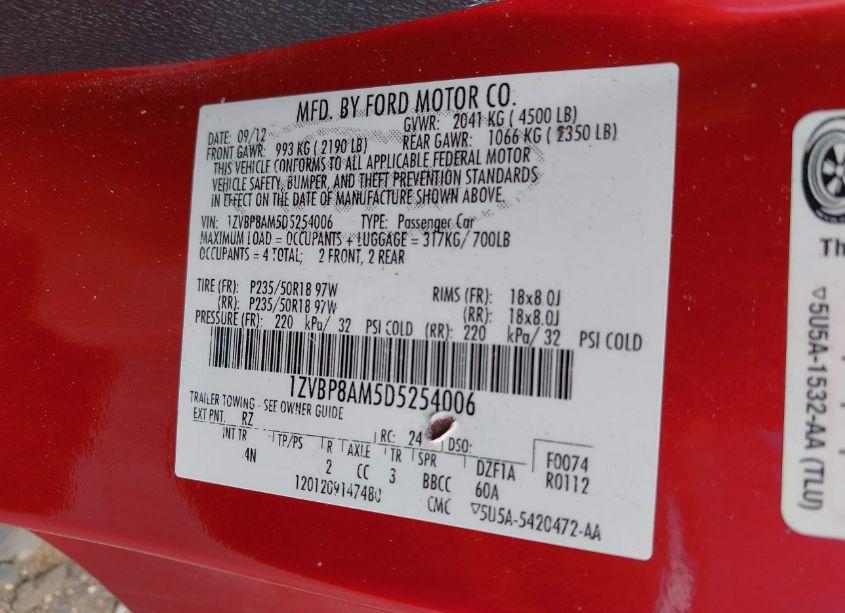 MFD. BY FORD MOTOR CO.
DATE: 09/12 GVWR: 2041 KG ( 4500 LB)
FRONT GAWR: 993 KG ( 2190 LB) REAR GAWR: 1066 KG ( 2350 LB)
THIS VEHICLE CONFORMS TO ALL APPLICABLE FEDERAL MOTOR
VEHICLE SAFETY, BUMPER, AND THEFT PREVENTION STANDARDS
IN EFFECT ON THE DATE OF MANUFACTURE SHOWN ABOVE.
VIN: 1ZVBP8AM5D5254006 TYPE: Passenger Car
MAXIMUM LOAD = OCCUPANTS + LUGGAGE = 317KG/ 700LB
OCCUPANTS = 4 TOTAL; 2 FRONT, 2 REAR
TIRE (FR): P235/50R18 97W RIMS (FR): 18x8.0J
(RR): P235/50R18 97W (RR): 18x8.0J
PRESSURE (FR): 220 kPa/ 32 PSI COLD (RR): 220 kPa/ 32 PSI COLD
1ZVBP8AM5D5254006
TRAILER TOWING - SEE OWNER GUIDE
EXT PNT: RZ RC: 24 DSO: F0074
INT TR TP/PS R AXLE TR SPR DZF1A R0112
4N 2 CC 3 BBCC 60A
1201209147480 CMC ▽5U5A-5420472-AA
Th
▽5U5A-1532-AA (TLU)